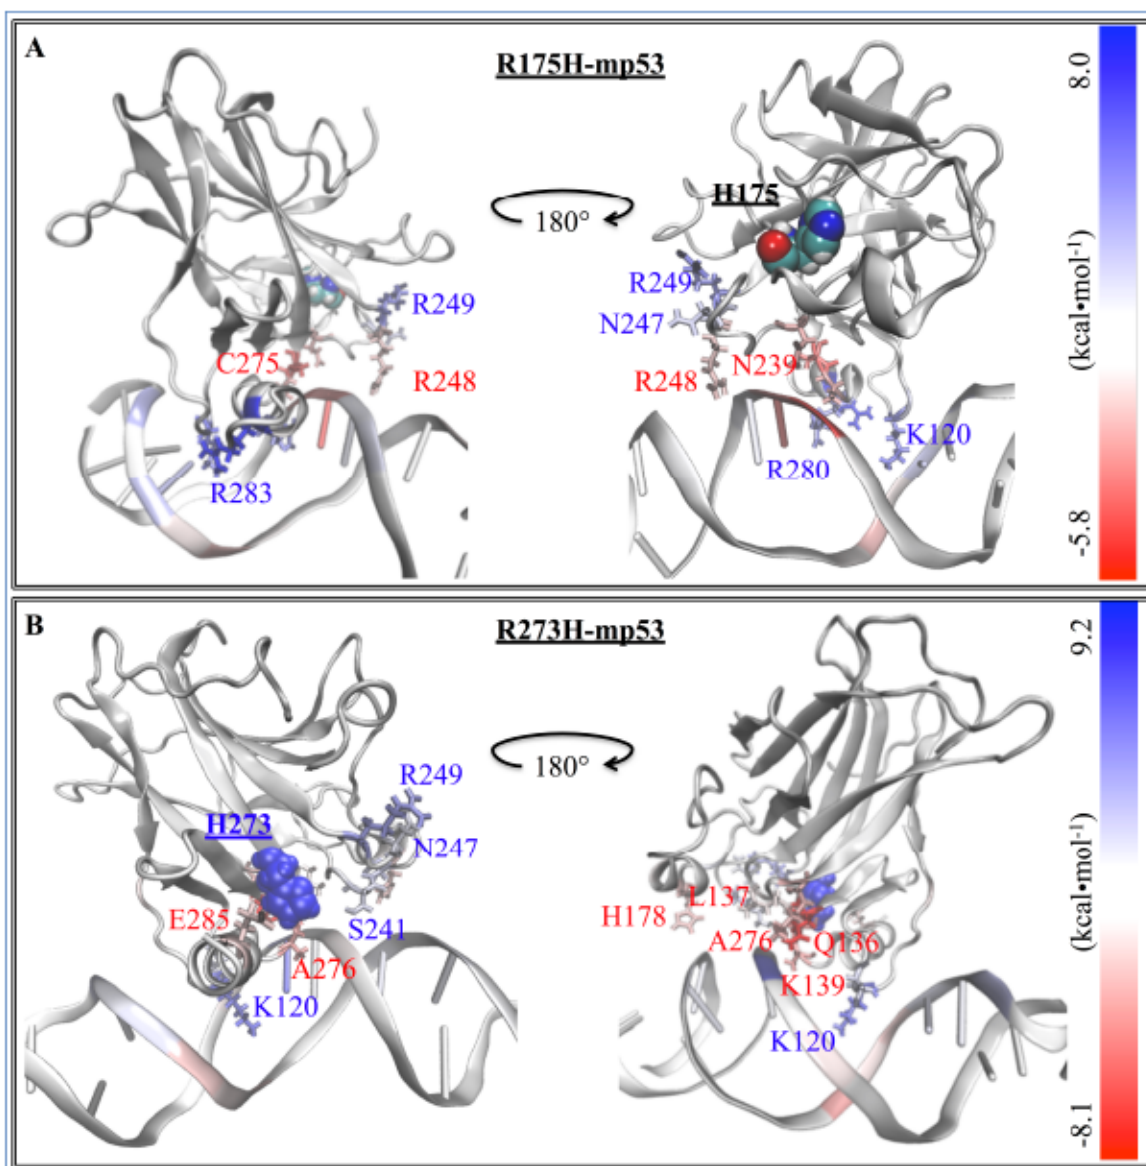 A
R175H-mp53
8.0
H175
180°
R249
R249
N247
C275
R248
R248
N239
K120
R283
R280
(kcal•mol⁻¹)
-5.8
B
R273H-mp53
9.2
180°
R249
H273
N247
L137
H178
E285
S241
A276
Q136
A276
K139
K120
K120
(kcal•mol⁻¹)
-8.1